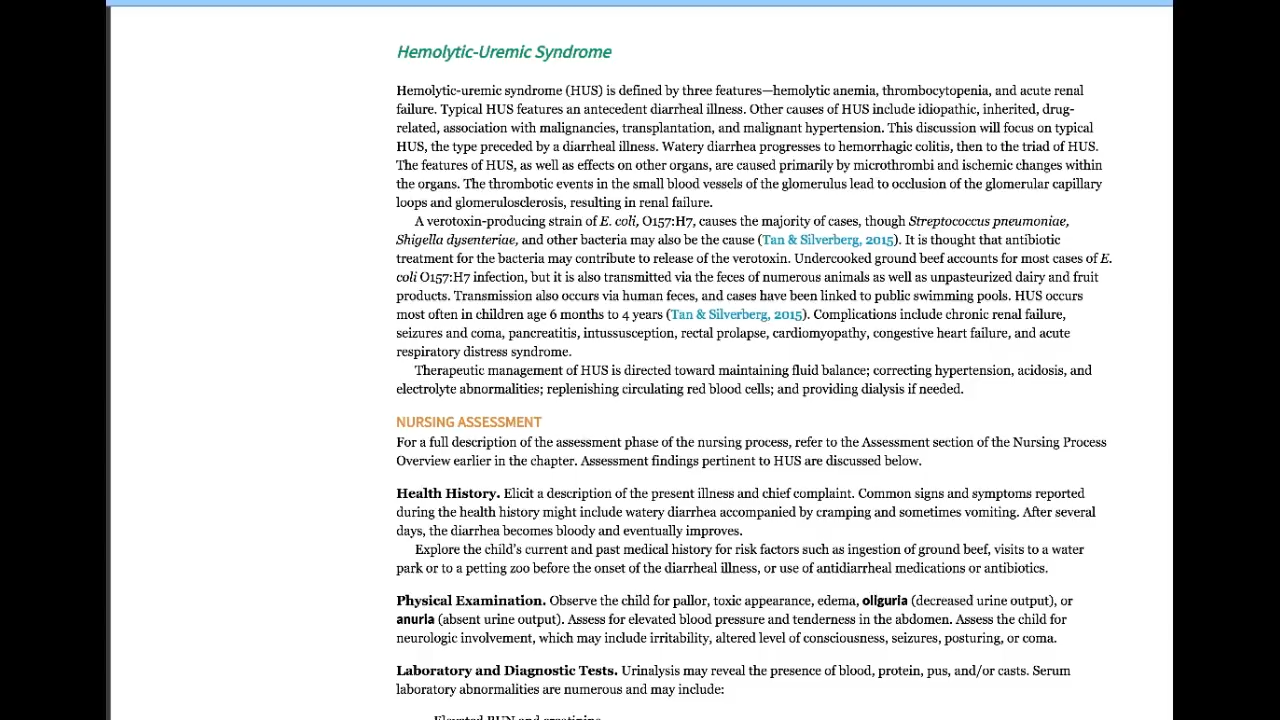 Hemolytic-Uremic Syndrome
Hemolytic-uremic syndrome (HUS) is defined by three features—hemolytic anemia, thrombocytopenia, and acute renal
failure. Typical HUS features an antecedent diarrheal illness. Other causes of HUS include idiopathic, inherited, drug-
related, association with malignancies, transplantation, and malignant hypertension. This discussion will focus on typical
HUS, the type preceded by a diarrheal illness. Watery diarrhea progresses to hemorrhagic colitis, then to the triad of HUS.
The features of HUS, as well as effects on other organs, are caused primarily by microthrombi and ischemic changes within
the organs. The thrombotic events in the small blood vessels of the glomerulus lead to occlusion of the glomerular capillary
loops and glomerulosclerosis, resulting in renal failure.
A verotoxin-producing strain of E. coli, O157:H7, causes the majority of cases, though Streptococcus pneumoniae,
Shigella dysenteriae, and other bacteria may also be the cause (Tan & Silverberg, 2015). It is thought that antibiotic
treatment for the bacteria may contribute to release of the verotoxin. Undercooked ground beef accounts for most cases of E.
coli O157:H7 infection, but it is also transmitted via the feces of numerous animals as well as unpasteurized dairy and fruit
products. Transmission also occurs via human feces, and cases have been linked to public swimming pools. HUS occurs
most often in children age 6 months to 4 years (Tan & Silverberg, 2015). Complications include chronic renal failure,
seizures and coma, pancreatitis, intussusception, rectal prolapse, cardiomyopathy, congestive heart failure, and acute
respiratory distress syndrome.
Therapeutic management of HUS is directed toward maintaining fluid balance; correcting hypertension, acidosis, and
electrolyte abnormalities; replenishing circulating red blood cells; and providing dialysis if needed.
NURSING ASSESSMENT
For a full description of the assessment phase of the nursing process, refer to the Assessment section of the Nursing Process
Overview earlier in the chapter. Assessment findings pertinent to HUS are discussed below.
Health History. Elicit a description of the present illness and chief complaint. Common signs and symptoms reported
during the health history might include watery diarrhea accompanied by cramping and sometimes vomiting. After several
days, the diarrhea becomes bloody and eventually improves.
Explore the child's current and past medical history for risk factors such as ingestion of ground beef, visits to a water
park or to a petting zoo before the onset of the diarrheal illness, or use of antidiarrheal medications or antibiotics.
Physical Examination. Observe the child for pallor, toxic appearance, edema, oliguria (decreased urine output), or
anuria (absent urine output). Assess for elevated blood pressure and tenderness in the abdomen. Assess the child for
neurologic involvement, which may include irritability, altered level of consciousness, seizures, posturing, or coma.
Laboratory and Diagnostic Tests. Urinalysis may reveal the presence of blood, protein, pus, and/or casts. Serum
laboratory abnormalities are numerous and may include:
Elevated BUN and creatinine